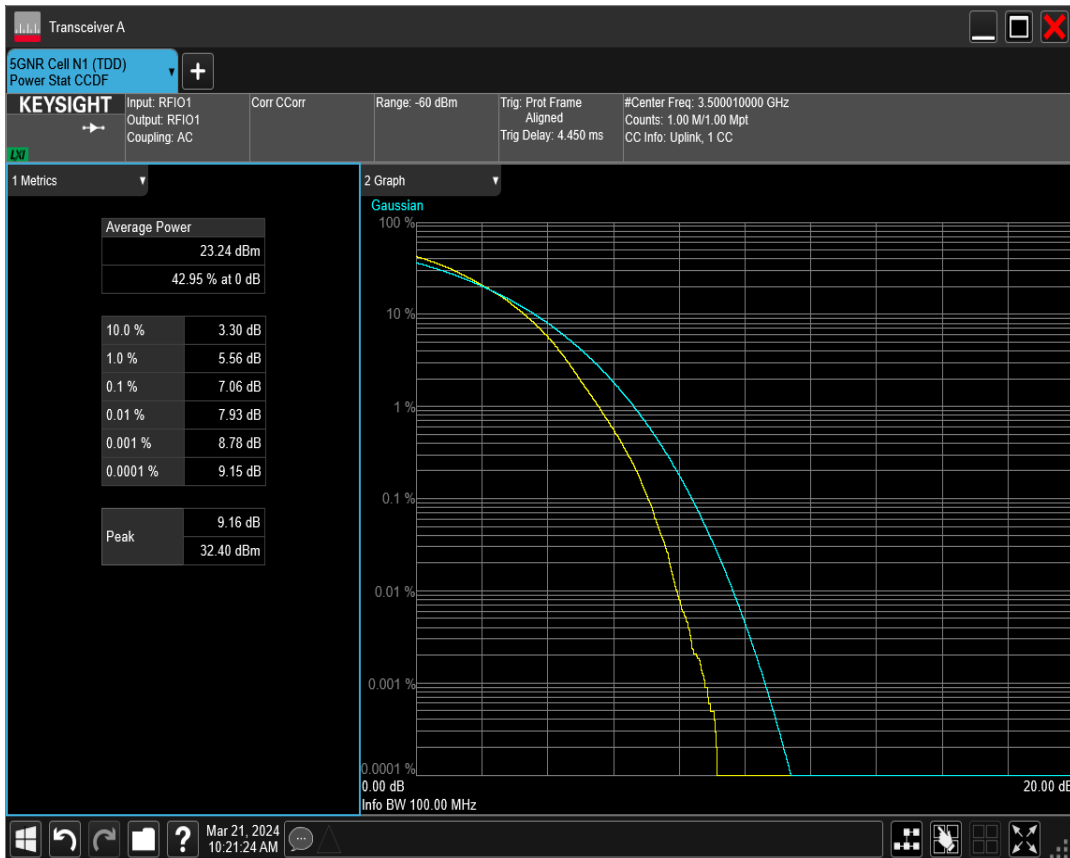 Transceiver A
5GNR Cell N1 (TDD)
Power Stat CCDF
KEYSIGHT
LXI
Input: RFIO1
Output: RFIO1
Coupling: AC
Corr CCorr
Range: -60 dBm
Trig: Prot Frame
Aligned
Trig Delay: 4.450 ms
#Center Freq: 3.500010000 GHz
Counts: 1.00 M/1.00 Mpt
CC Info: Uplink, 1 CC
1 Metrics
Average Power
23.24 dBm
42.95 % at 0 dB
10.0 % 3.30 dB
1.0 % 5.56 dB
0.1 % 7.06 dB
0.01 % 7.93 dB
0.001 % 8.78 dB
0.0001 % 9.15 dB
Peak
9.16 dB
32.40 dBm
2 Graph
Gaussian
100 %
10 %
1 %
0.1 %
0.01 %
0.001 %
0.0001 %
0.00 dB
20.00 dB
Info BW 100.00 MHz
?
Mar 21, 2024
10:21:24 AM